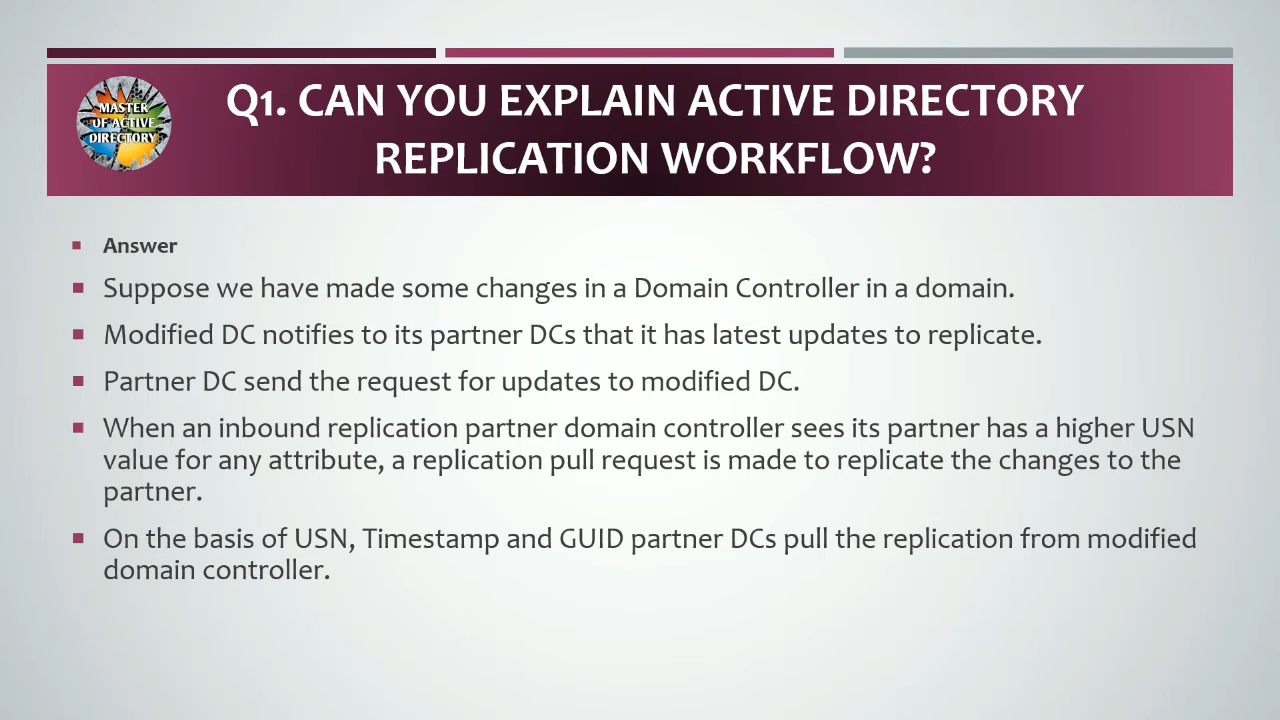 MASTER
OF ACTIVE
DIRECTORY
Q1. CAN YOU EXPLAIN ACTIVE DIRECTORY
REPLICATION WORKFLOW?
Answer
Suppose we have made some changes in a Domain Controller in a domain.
Modified DC notifies to its partner DCs that it has latest updates to replicate.
Partner DC send the request for updates to modified DC.
When an inbound replication partner domain controller sees its partner has a higher USN
value for any attribute, a replication pull request is made to replicate the changes to the
partner.
On the basis of USN, Timestamp and GUID partner DCs pull the replication from modified
domain controller.